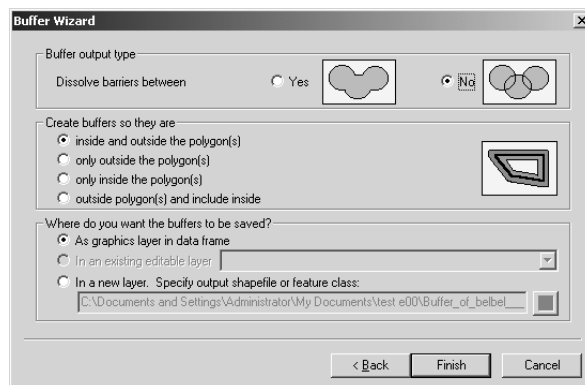 Buffer Wizard
Buffer output type
Dissolve barriers between
Yes
No
Create buffers so they are
inside and outside the polygon(s)
only outside the polygon(s)
only inside the polygon(s)
outside polygon(s) and include inside
Where do you want the buffers to be saved?
As graphics layer in data frame
In an existing editable layer
In a new layer. Specify output shapefile or feature class:
C:\Documents and Settings\Administrator\My Documents\test e00\Buffer_of_belbel___
< Back
Finish
Cancel